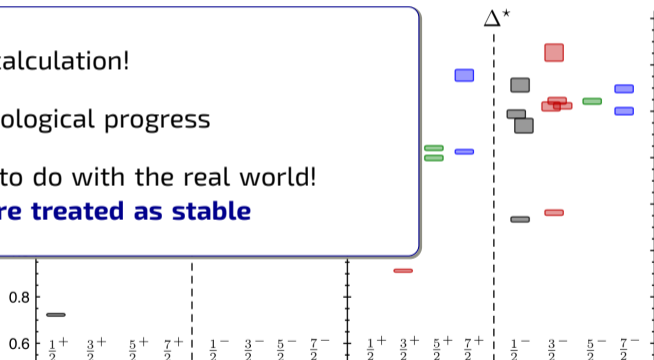 Δ⋆
alculation!
ological progress
to do with the real world!
re treated as stable
0.8
0.6
1/2⁺ 3/2⁺ 5/2⁺ 7/2⁺ 1/2⁻ 3/2⁻ 5/2⁻ 7/2⁻ 1/2⁺ 3/2⁺ 5/2⁺ 7/2⁺ 1/2⁻ 3/2⁻ 5/2⁻ 7/2⁻